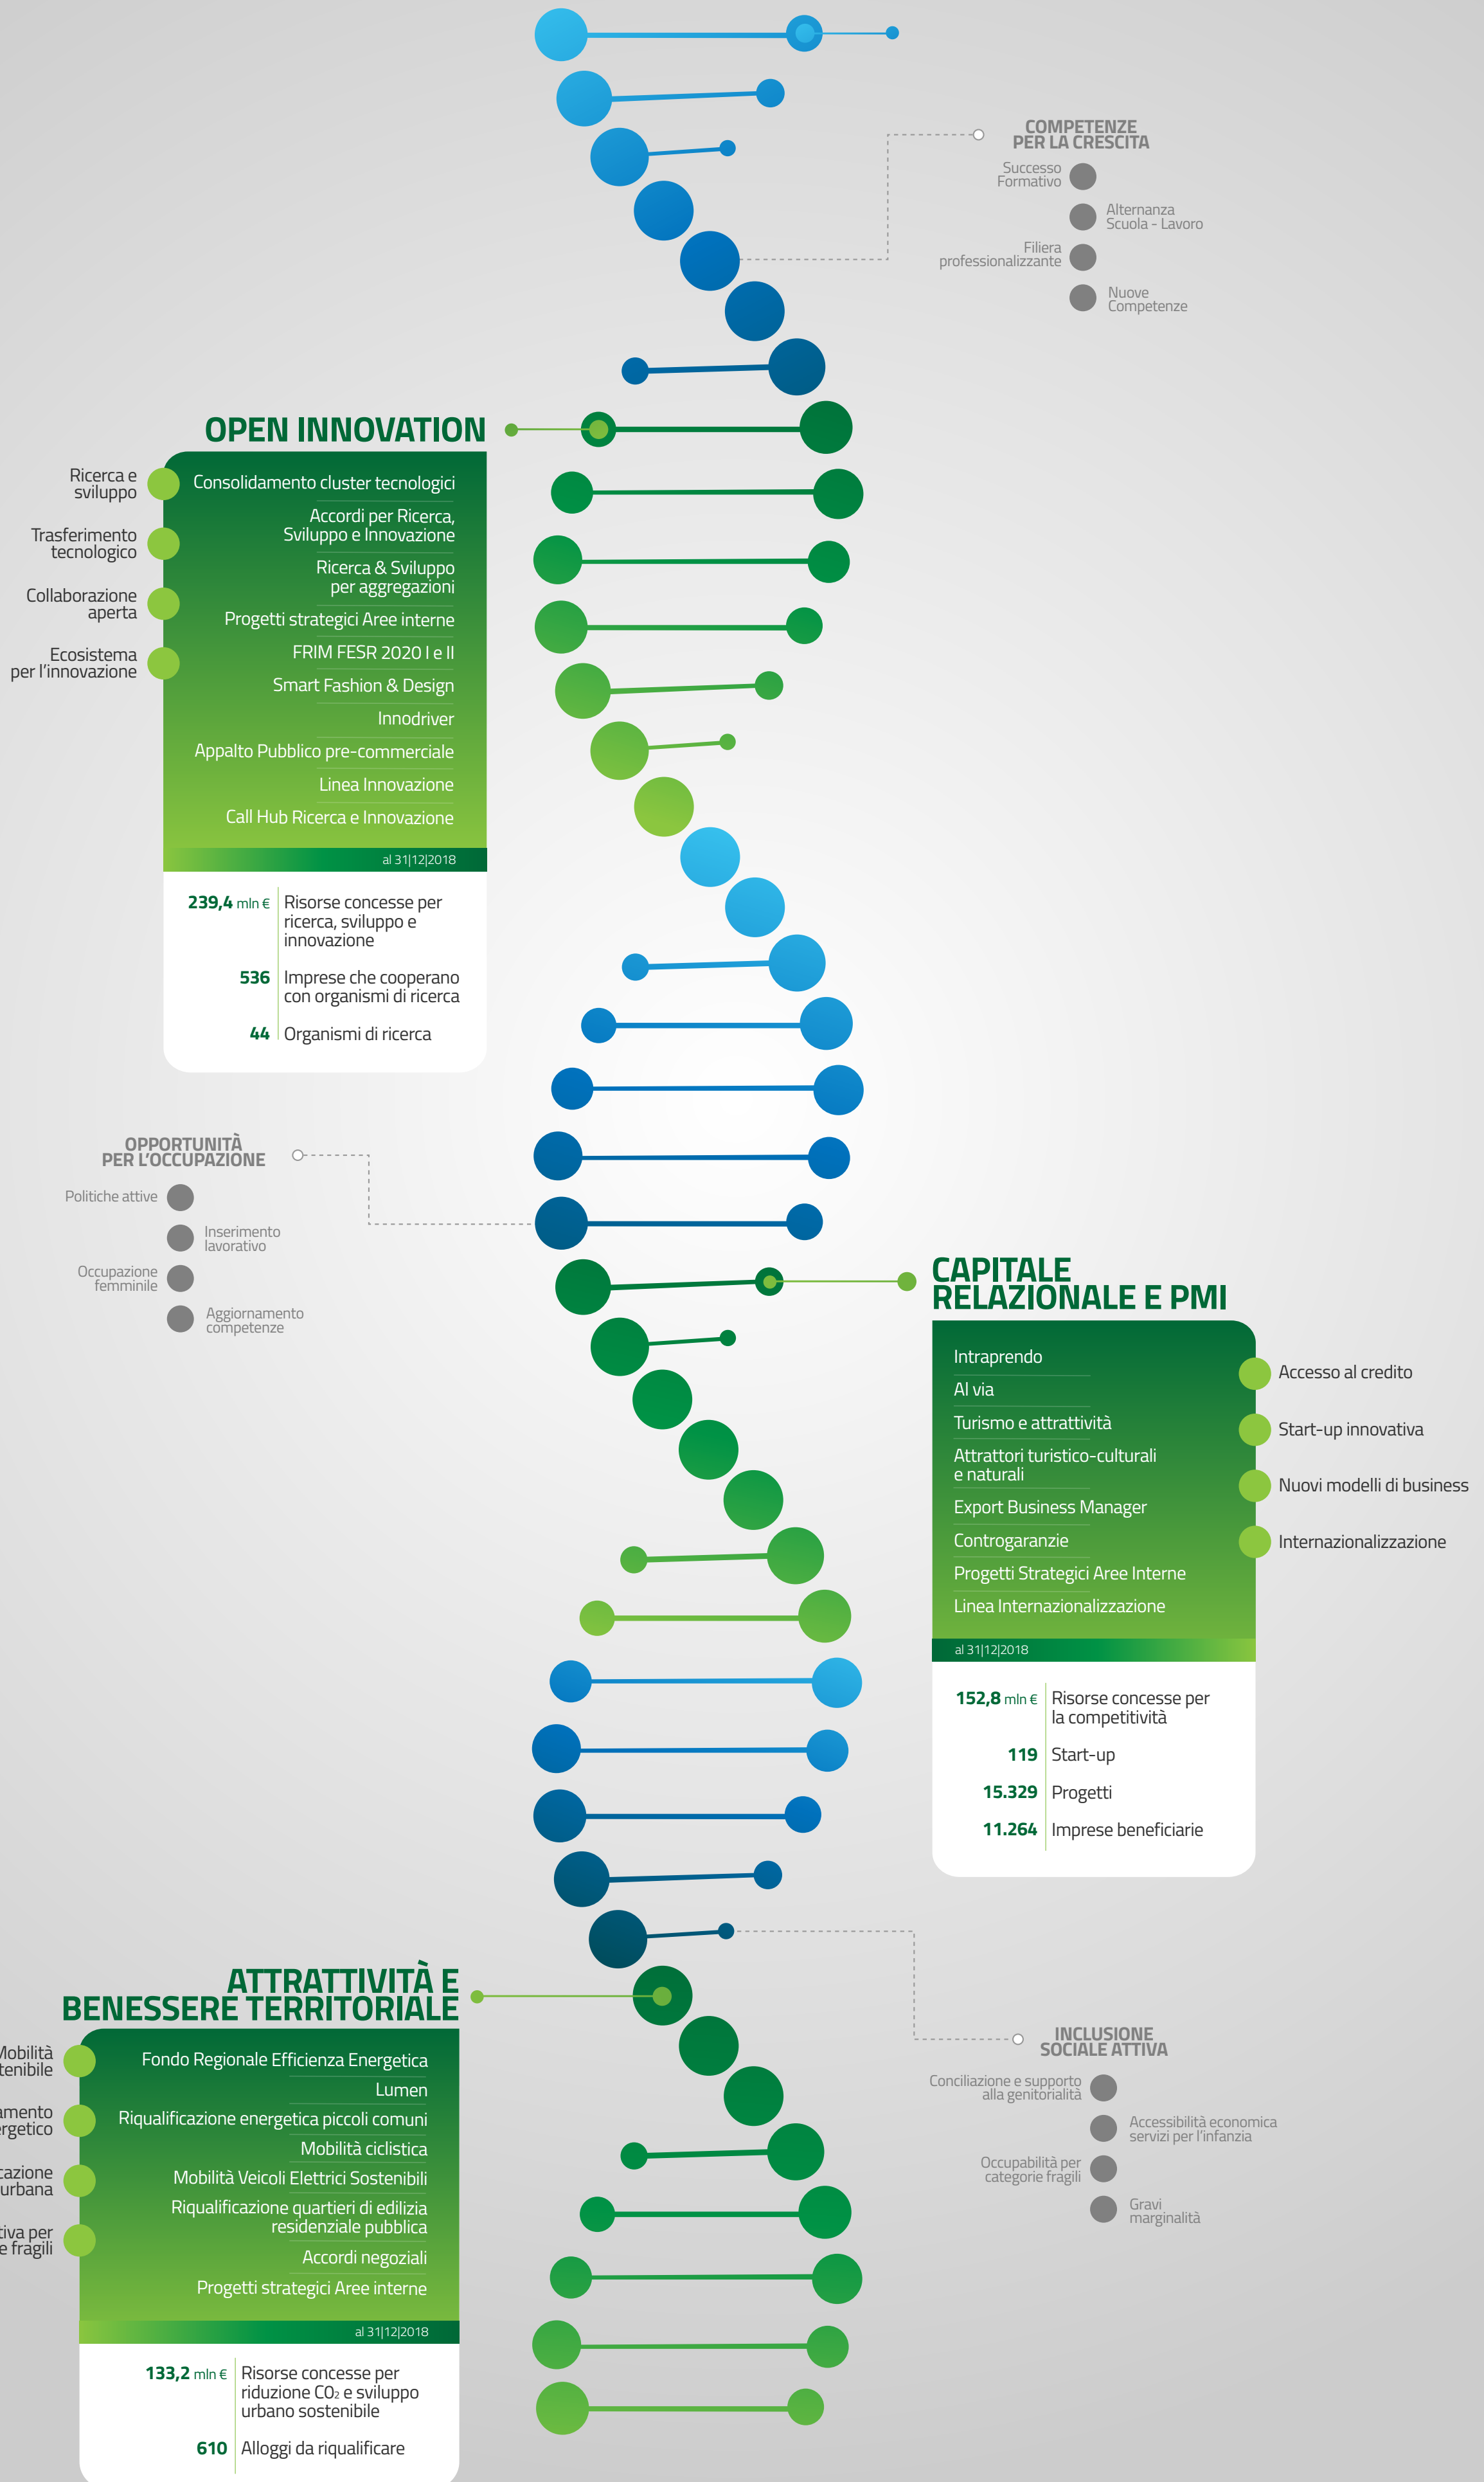 COMPETENZE
PER LA CRESCITA
Successo
Formativo
Alternanza
Scuola - Lavoro
Filiera
professionalizzante
Nuove
Competenze
OPEN INNOVATION
Ricerca e
sviluppo
Trasferimento
tecnologico
Collaborazione
aperta
Ecosistema
per l'innovazione
Consolidamento cluster tecnologici
Accordi per Ricerca,
Sviluppo e Innovazione
Ricerca & Sviluppo
per aggregazioni
Progetti strategici Aree interne
FRIM FESR 2020 I e II
Smart Fashion & Design
Innodriver
Appalto Pubblico pre-commerciale
Linea Innovazione
Call Hub Ricerca e Innovazione
al 31|12|2018
239,4 mln € Risorse concesse per
ricerca, sviluppo e
innovazione
536 Imprese che cooperano
con organismi di ricerca
44 Organismi di ricerca
OPPORTUNITÀ
PER L'OCCUPAZIONE
Politiche attive
Inserimento
lavorativo
Occupazione
femminile
Aggiornamento
competenze
CAPITALE
RELAZIONALE E PMI
Intraprendo
Al via
Turismo e attrattività
Attrattori turistico-culturali
e naturali
Export Business Manager
Controgaranzie
Progetti Strategici Aree Interne
Linea Internazionalizzazione
Accesso al credito
Start-up innovativa
Nuovi modelli di business
Internazionalizzazione
al 31|12|2018
152,8 mln € Risorse concesse per
la competitività
119 Start-up
15.329 Progetti
11.264 Imprese beneficiarie
ATTRATTIVITÀ E
BENESSERE TERRITORIALE
Mobilità
tenibile
amento
ergetico
cazione
urbana
tiva per
e fragili
Fondo Regionale Efficienza Energetica
Lumen
Riqualificazione energetica piccoli comuni
Mobilità ciclistica
Mobilità Veicoli Elettrici Sostenibili
Riqualificazione quartieri di edilizia
residenziale pubblica
Accordi negoziali
Progetti strategici Aree interne
al 31|12|2018
133,2 mln € Risorse concesse per
riduzione CO₂ e sviluppo
urbano sostenibile
610 Alloggi da riqualificare
INCLUSIONE
SOCIALE ATTIVA
Conciliazione e supporto
alla genitorialità
Accessibilità economica
servizi per l'infanzia
Occupabilità per
categorie fragili
Gravi
marginalità